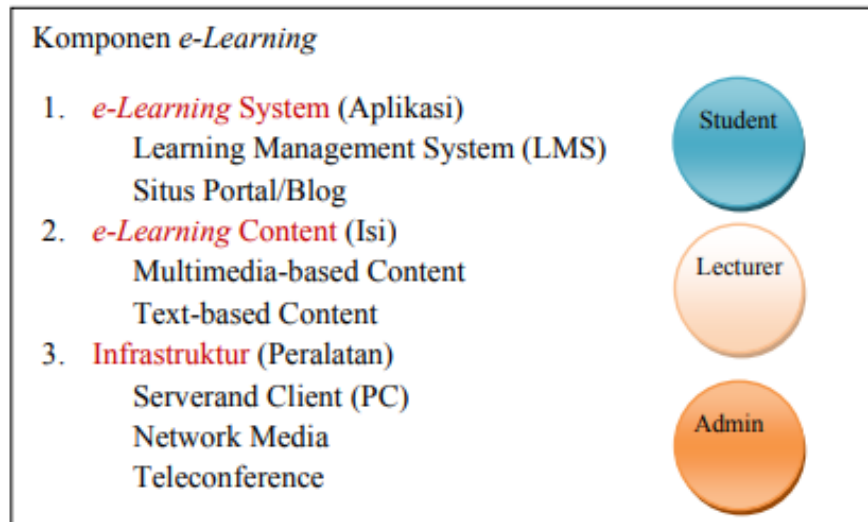 Komponen e-Learning
1. e-Learning System (Aplikasi)
Learning Management System (LMS)
Situs Portal/Blog
2. e-Learning Content (Isi)
Multimedia-based Content
Text-based Content
3. Infrastruktur (Peralatan)
Serverand Client (PC)
Network Media
Teleconference
Student
Lecturer
Admin